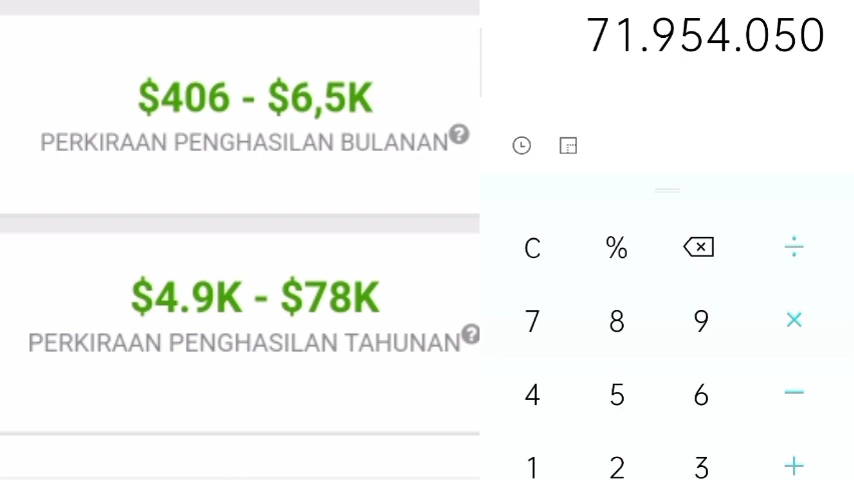 $406 - $6,5K
PERKIRAAN PENGHASILAN BULANAN?
$4.9K - $78K
PERKIRAAN PENGHASILAN TAHUNAN?
71.954.050
C % ÷
7 8 9 ×
4 5 6 −
1 2 3 +